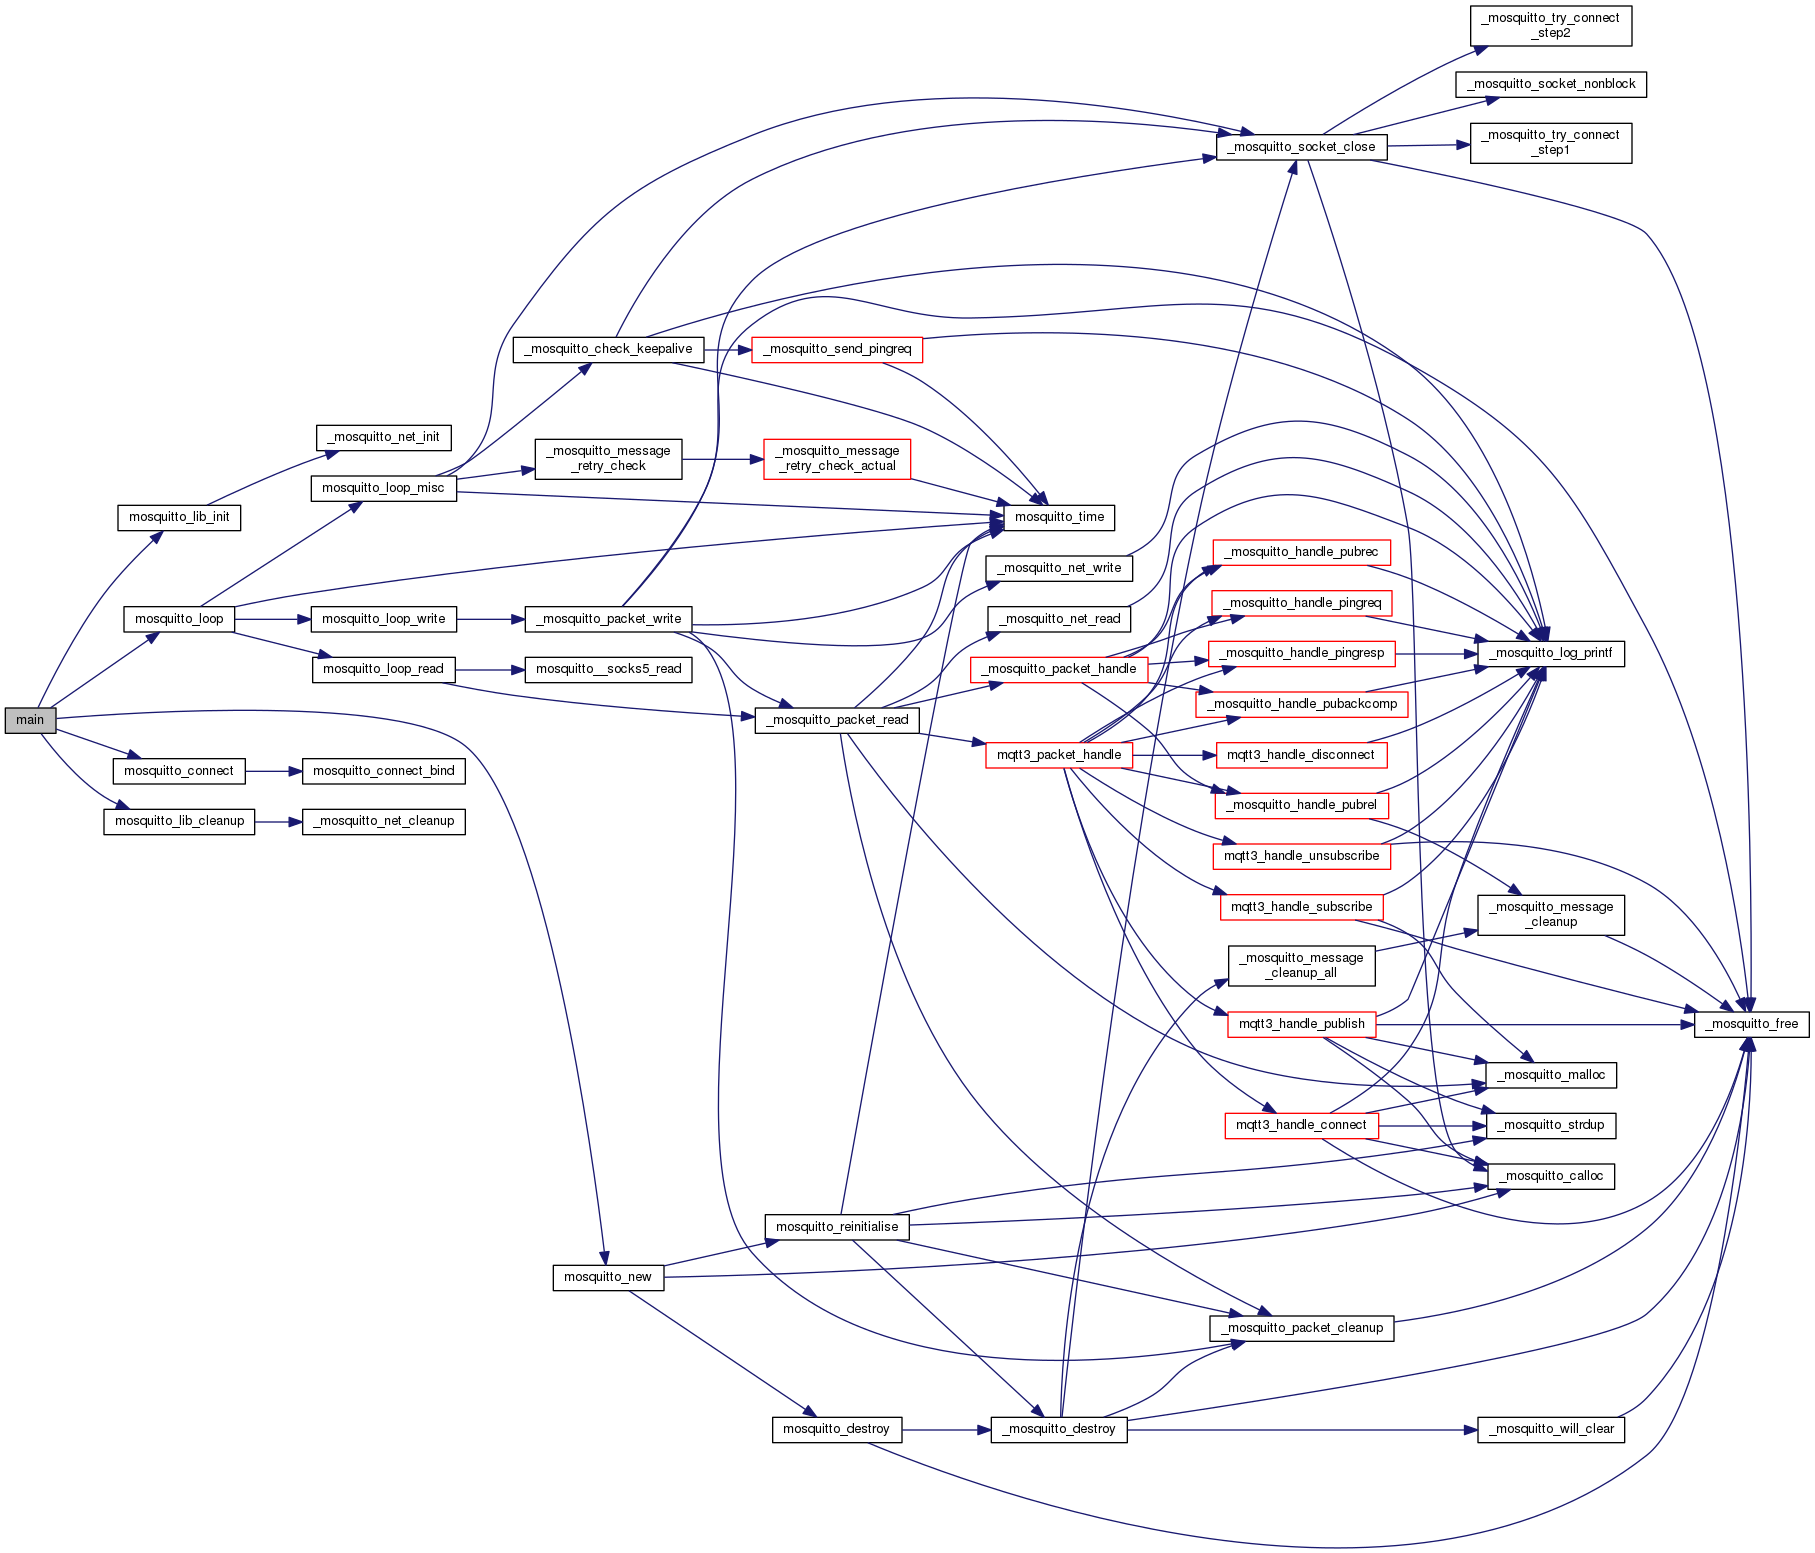 _mosquitto_try_connect
_step2
_mosquitto_socket_nonblock
_mosquitto_try_connect
_step1
_mosquitto_socket_close
_mosquitto_check_keepalive
_mosquitto_send_pingreq
_mosquitto_net_init
_mosquitto_message
_retry_check
_mosquitto_message
_retry_check_actual
mosquitto_loop_misc
mosquitto_lib_init
mosquitto_time
_mosquitto_handle_pubrec
_mosquitto_net_write
_mosquitto_handle_pingreq
mosquitto_loop
mosquitto_loop_write
_mosquitto_packet_write
_mosquitto_net_read
_mosquitto_handle_pingresp
_mosquitto_log_printf
mosquitto_loop_read
mosquitto__socks5_read
_mosquitto_packet_handle
_mosquitto_handle_pubackcomp
main
_mosquitto_packet_read
mqtt3_packet_handle
mqtt3_handle_disconnect
mosquitto_connect
mosquitto_connect_bind
_mosquitto_handle_pubrel
mosquitto_lib_cleanup
_mosquitto_net_cleanup
mqtt3_handle_unsubscribe
mqtt3_handle_subscribe
_mosquitto_message
_cleanup
_mosquitto_message
_cleanup_all
mqtt3_handle_publish
_mosquitto_free
_mosquitto_malloc
mqtt3_handle_connect
_mosquitto_strdup
_mosquitto_calloc
mosquitto_reinitialise
mosquitto_new
_mosquitto_packet_cleanup
mosquitto_destroy
_mosquitto_destroy
_mosquitto_will_clear